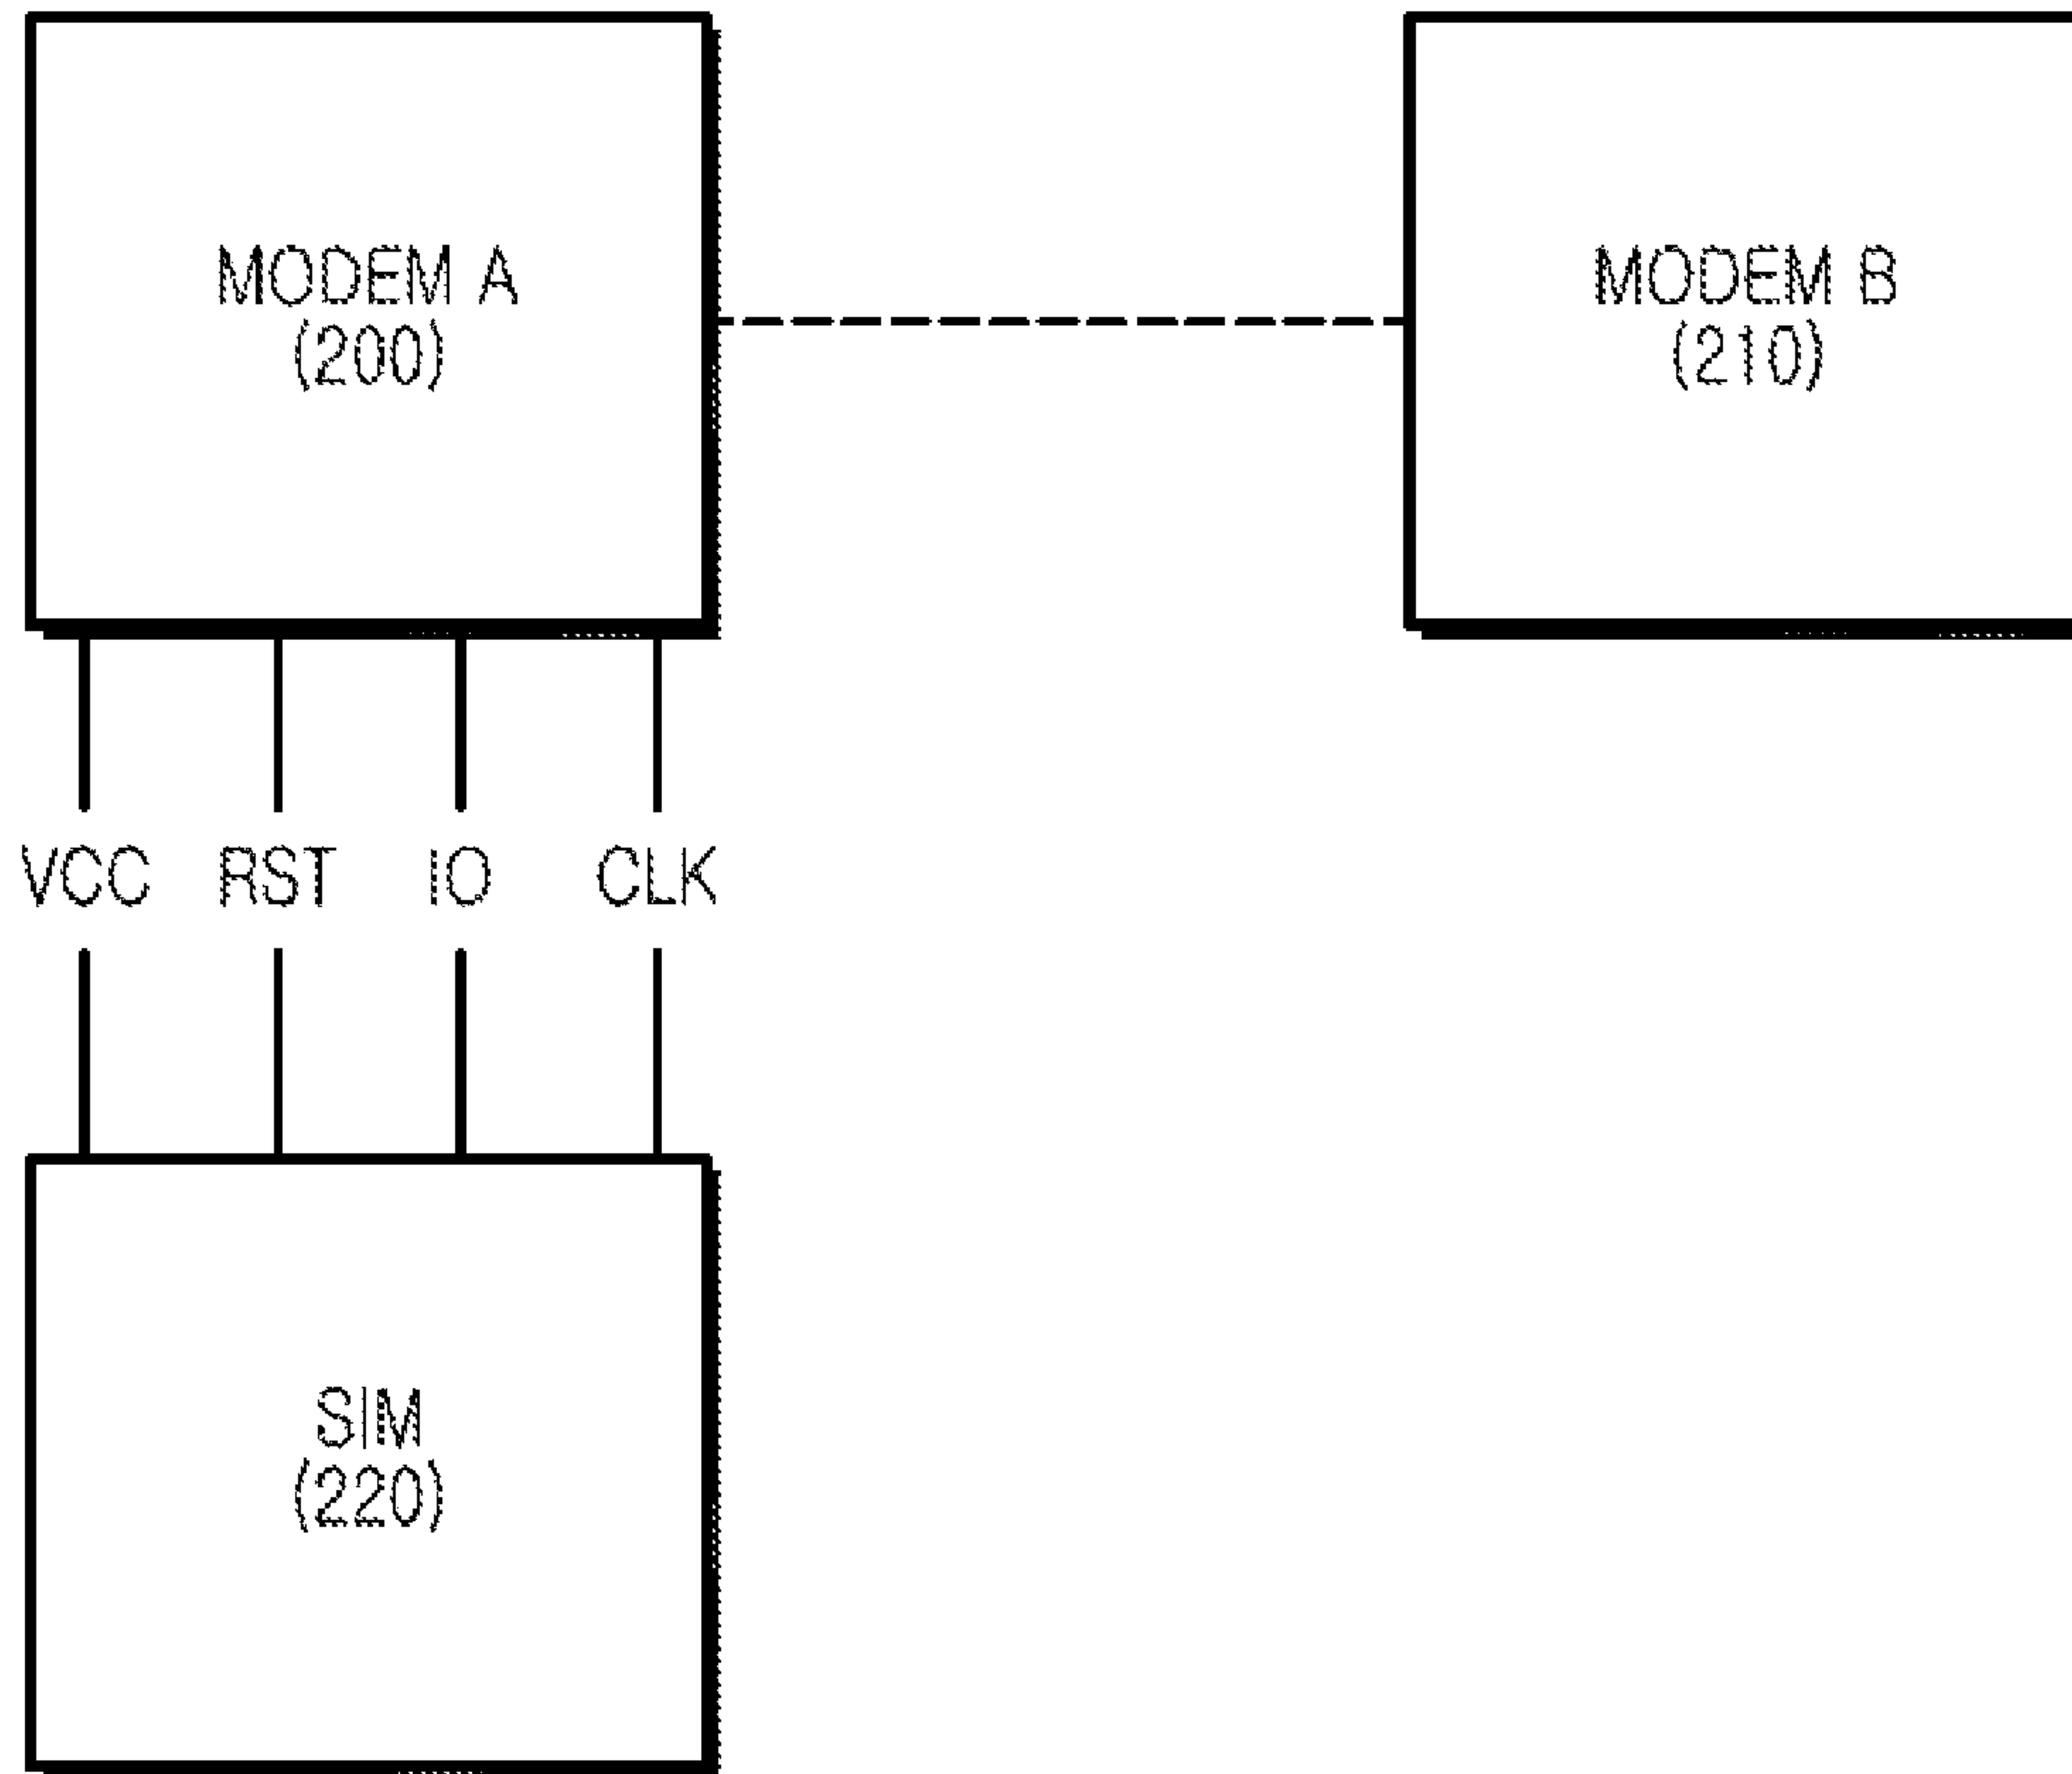 MODEM A
(200)
MODEM B
(210)
VCC RST IO CLK
SIM
(220)